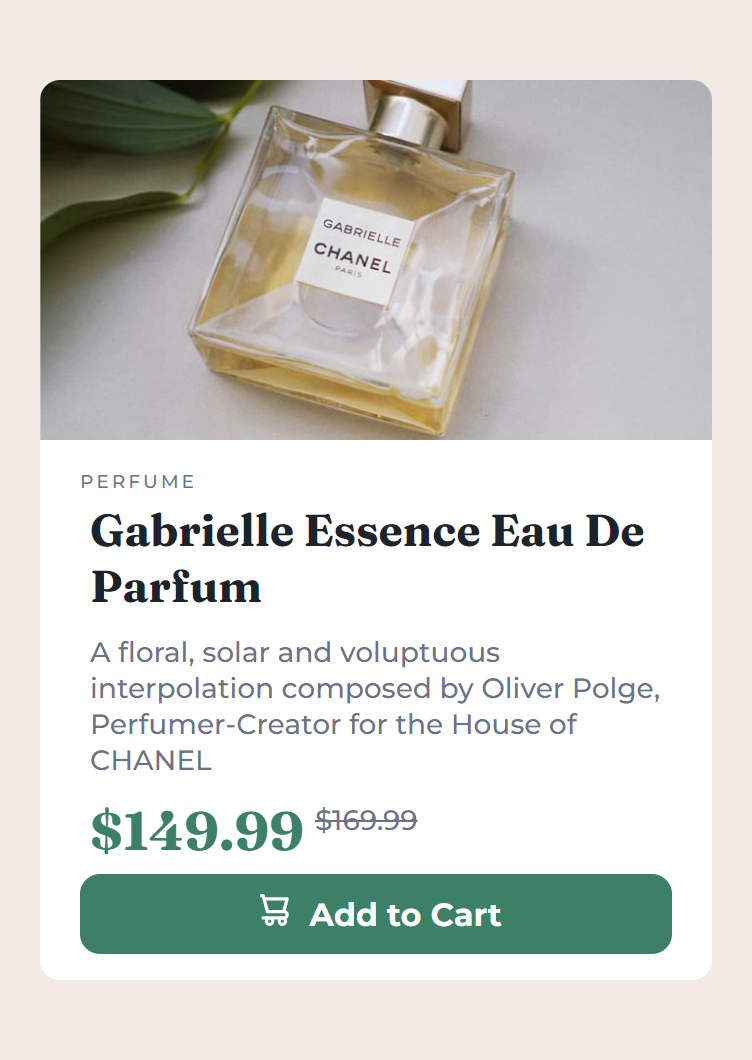 GABRIELLE
CHANEL
PARIS
PERFUME
Gabrielle Essence Eau De
Parfum
A floral, solar and voluptuous
interpolation composed by Oliver Polge,
Perfumer-Creator for the House of
CHANEL
$149.99 $169.99
Add to Cart